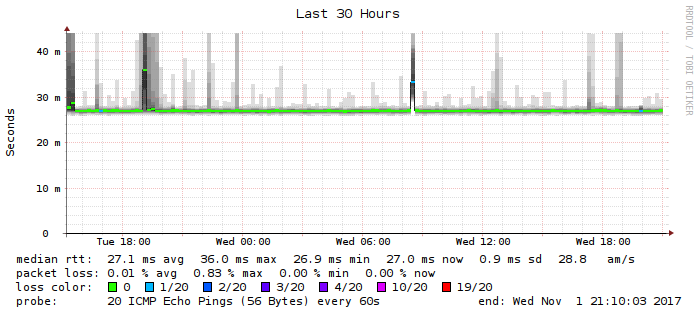 Last 30 Hours
RRDTOOL / TOBI OETIKER
Seconds
40 m
30 m
20 m
10 m
0
Tue 18:00 Wed 00:00 Wed 06:00 Wed 12:00 Wed 18:00
median rtt: 27.1 ms avg 36.0 ms max 26.9 ms min 27.0 ms now 0.9 ms sd 28.8 am/s
packet loss: 0.01 % avg 0.83 % max 0.00 % min 0.00 % now
loss color: 0 1/20 2/20 3/20 4/20 10/20 19/20
probe: 20 ICMP Echo Pings (56 Bytes) every 60s end: Wed Nov 1 21:10:03 2017